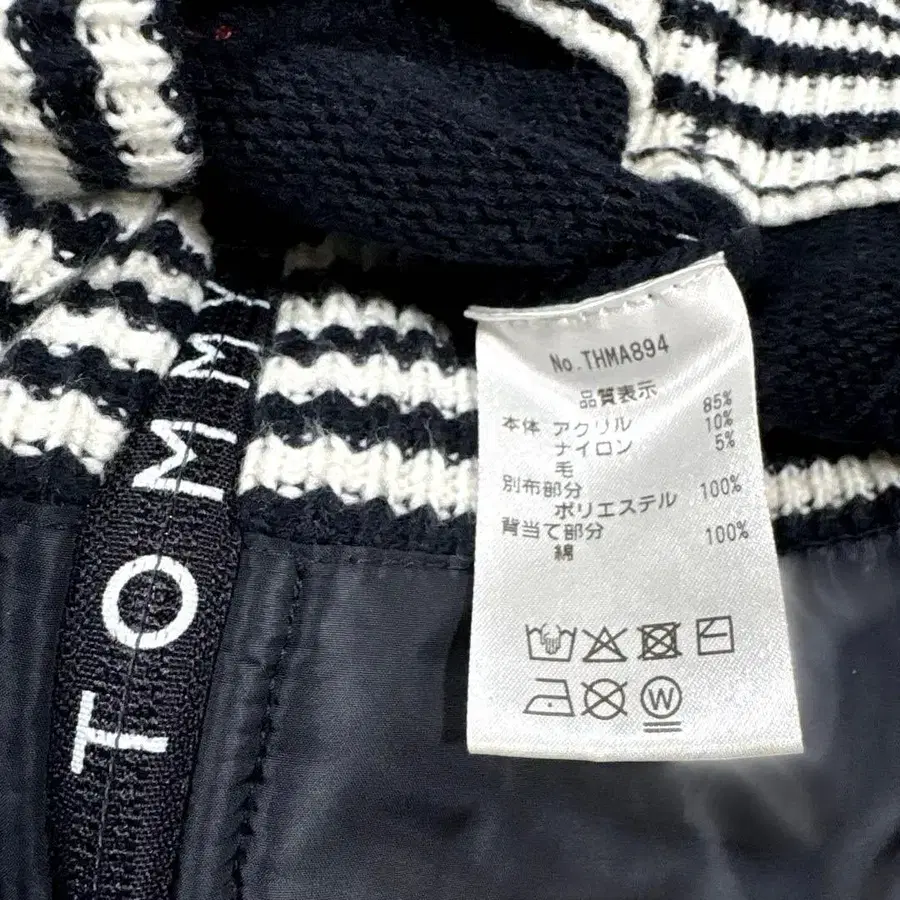 TOMMY
No.THMA894
品質表示
本体 アクリル 85%
ナイロン 10%
毛 5%
別布部分
ポリエステル 100%
背当て部分
綿 100%
W